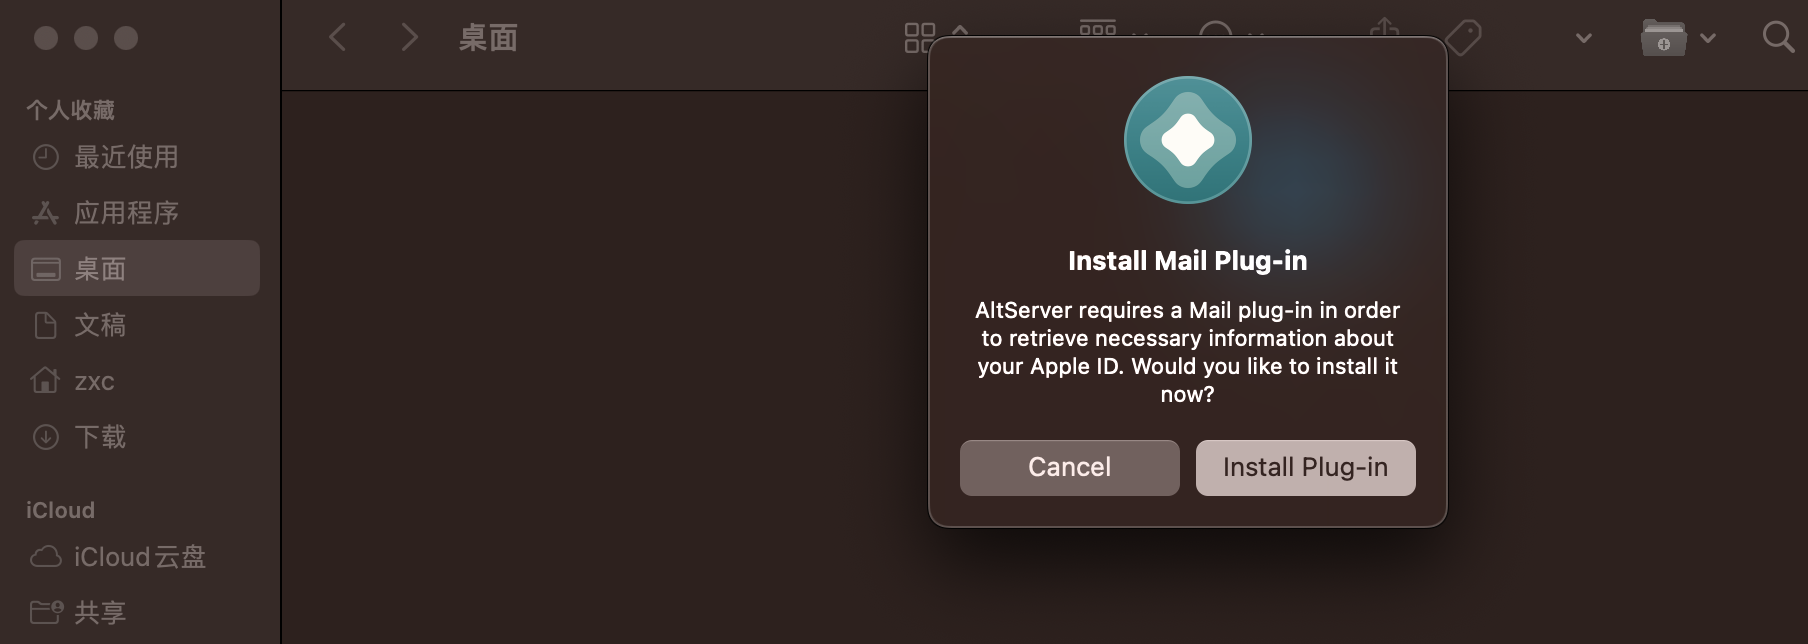 桌面
个人收藏
最近使用
应用程序
桌面
文稿
zxc
下载
iCloud
iCloud云盘
共享
Install Mail Plug-in
AltServer requires a Mail plug-in in order
to retrieve necessary information about
your Apple ID. Would you like to install it
now?
Cancel
Install Plug-in